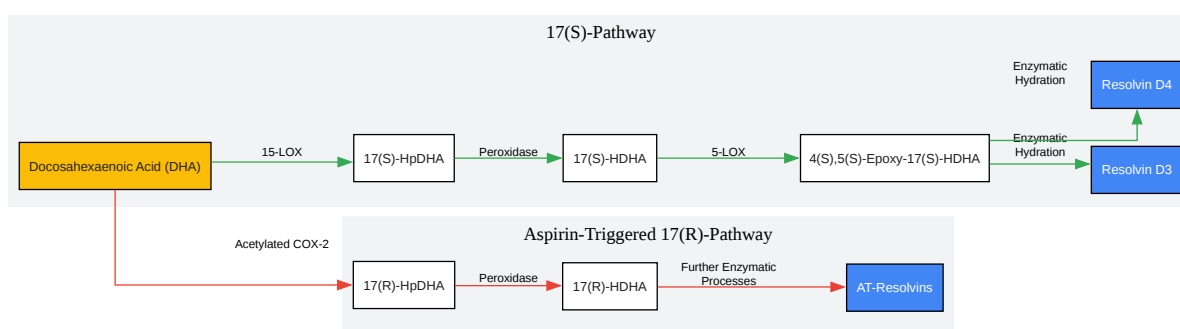 17(S)-Pathway
Enzymatic
Hydration
Resolvin D4
Docosahexaenoic Acid (DHA)
15-LOX
17(S)-HpDHA
Peroxidase
17(S)-HDHA
5-LOX
4(S),5(S)-Epoxy-17(S)-HDHA
Enzymatic
Hydration
Resolvin D3
Aspirin-Triggered 17(R)-Pathway
Acetylated COX-2
17(R)-HpDHA
Peroxidase
17(R)-HDHA
Further Enzymatic
Processes
AT-Resolvins